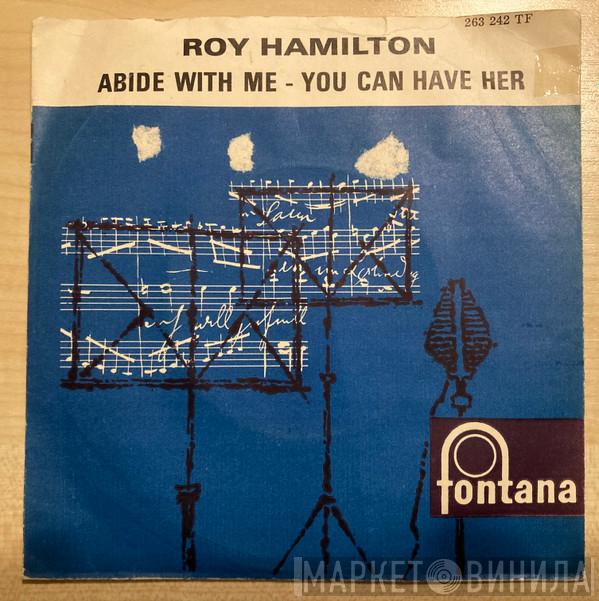 263 242 TF
ROY HAMILTON
ABIDE WITH ME - YOU CAN HAVE HER
fontana
МАРКЕТ ВИНИЛА